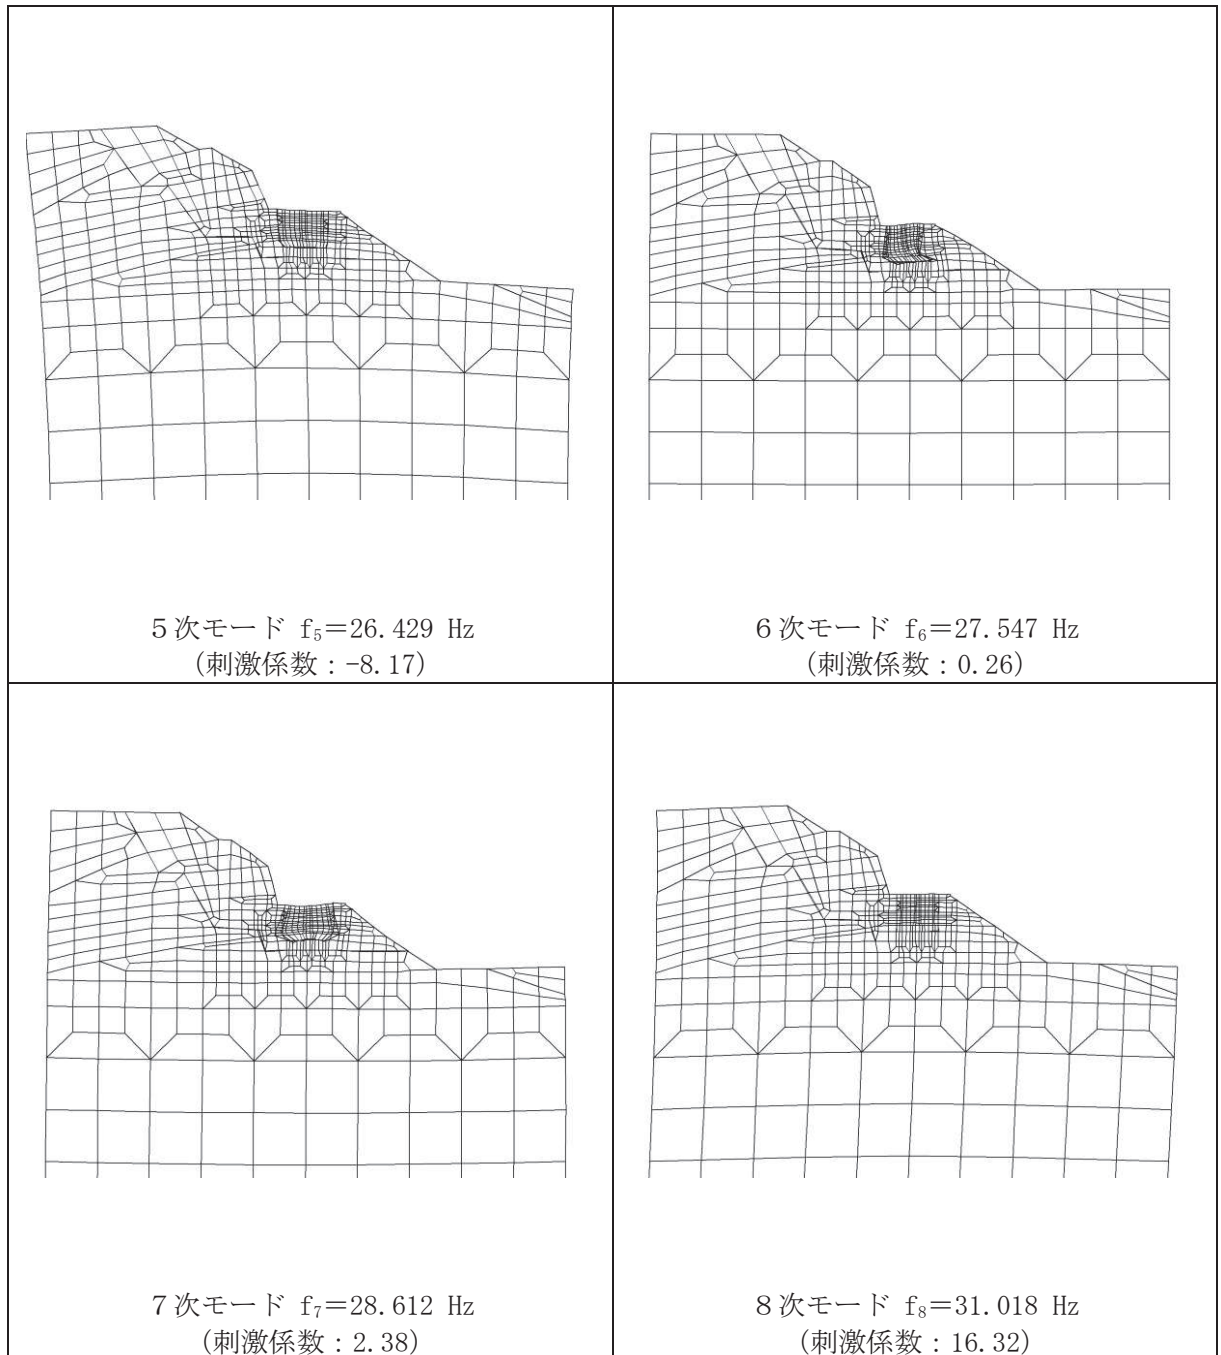 5次モード f₅=26.429 Hz
(刺激係数：-8.17)
6次モード f₆=27.547 Hz
(刺激係数：0.26)
7次モード f₇=28.612 Hz
(刺激係数：2.38)
8次モード f₈=31.018 Hz
(刺激係数：16.32)